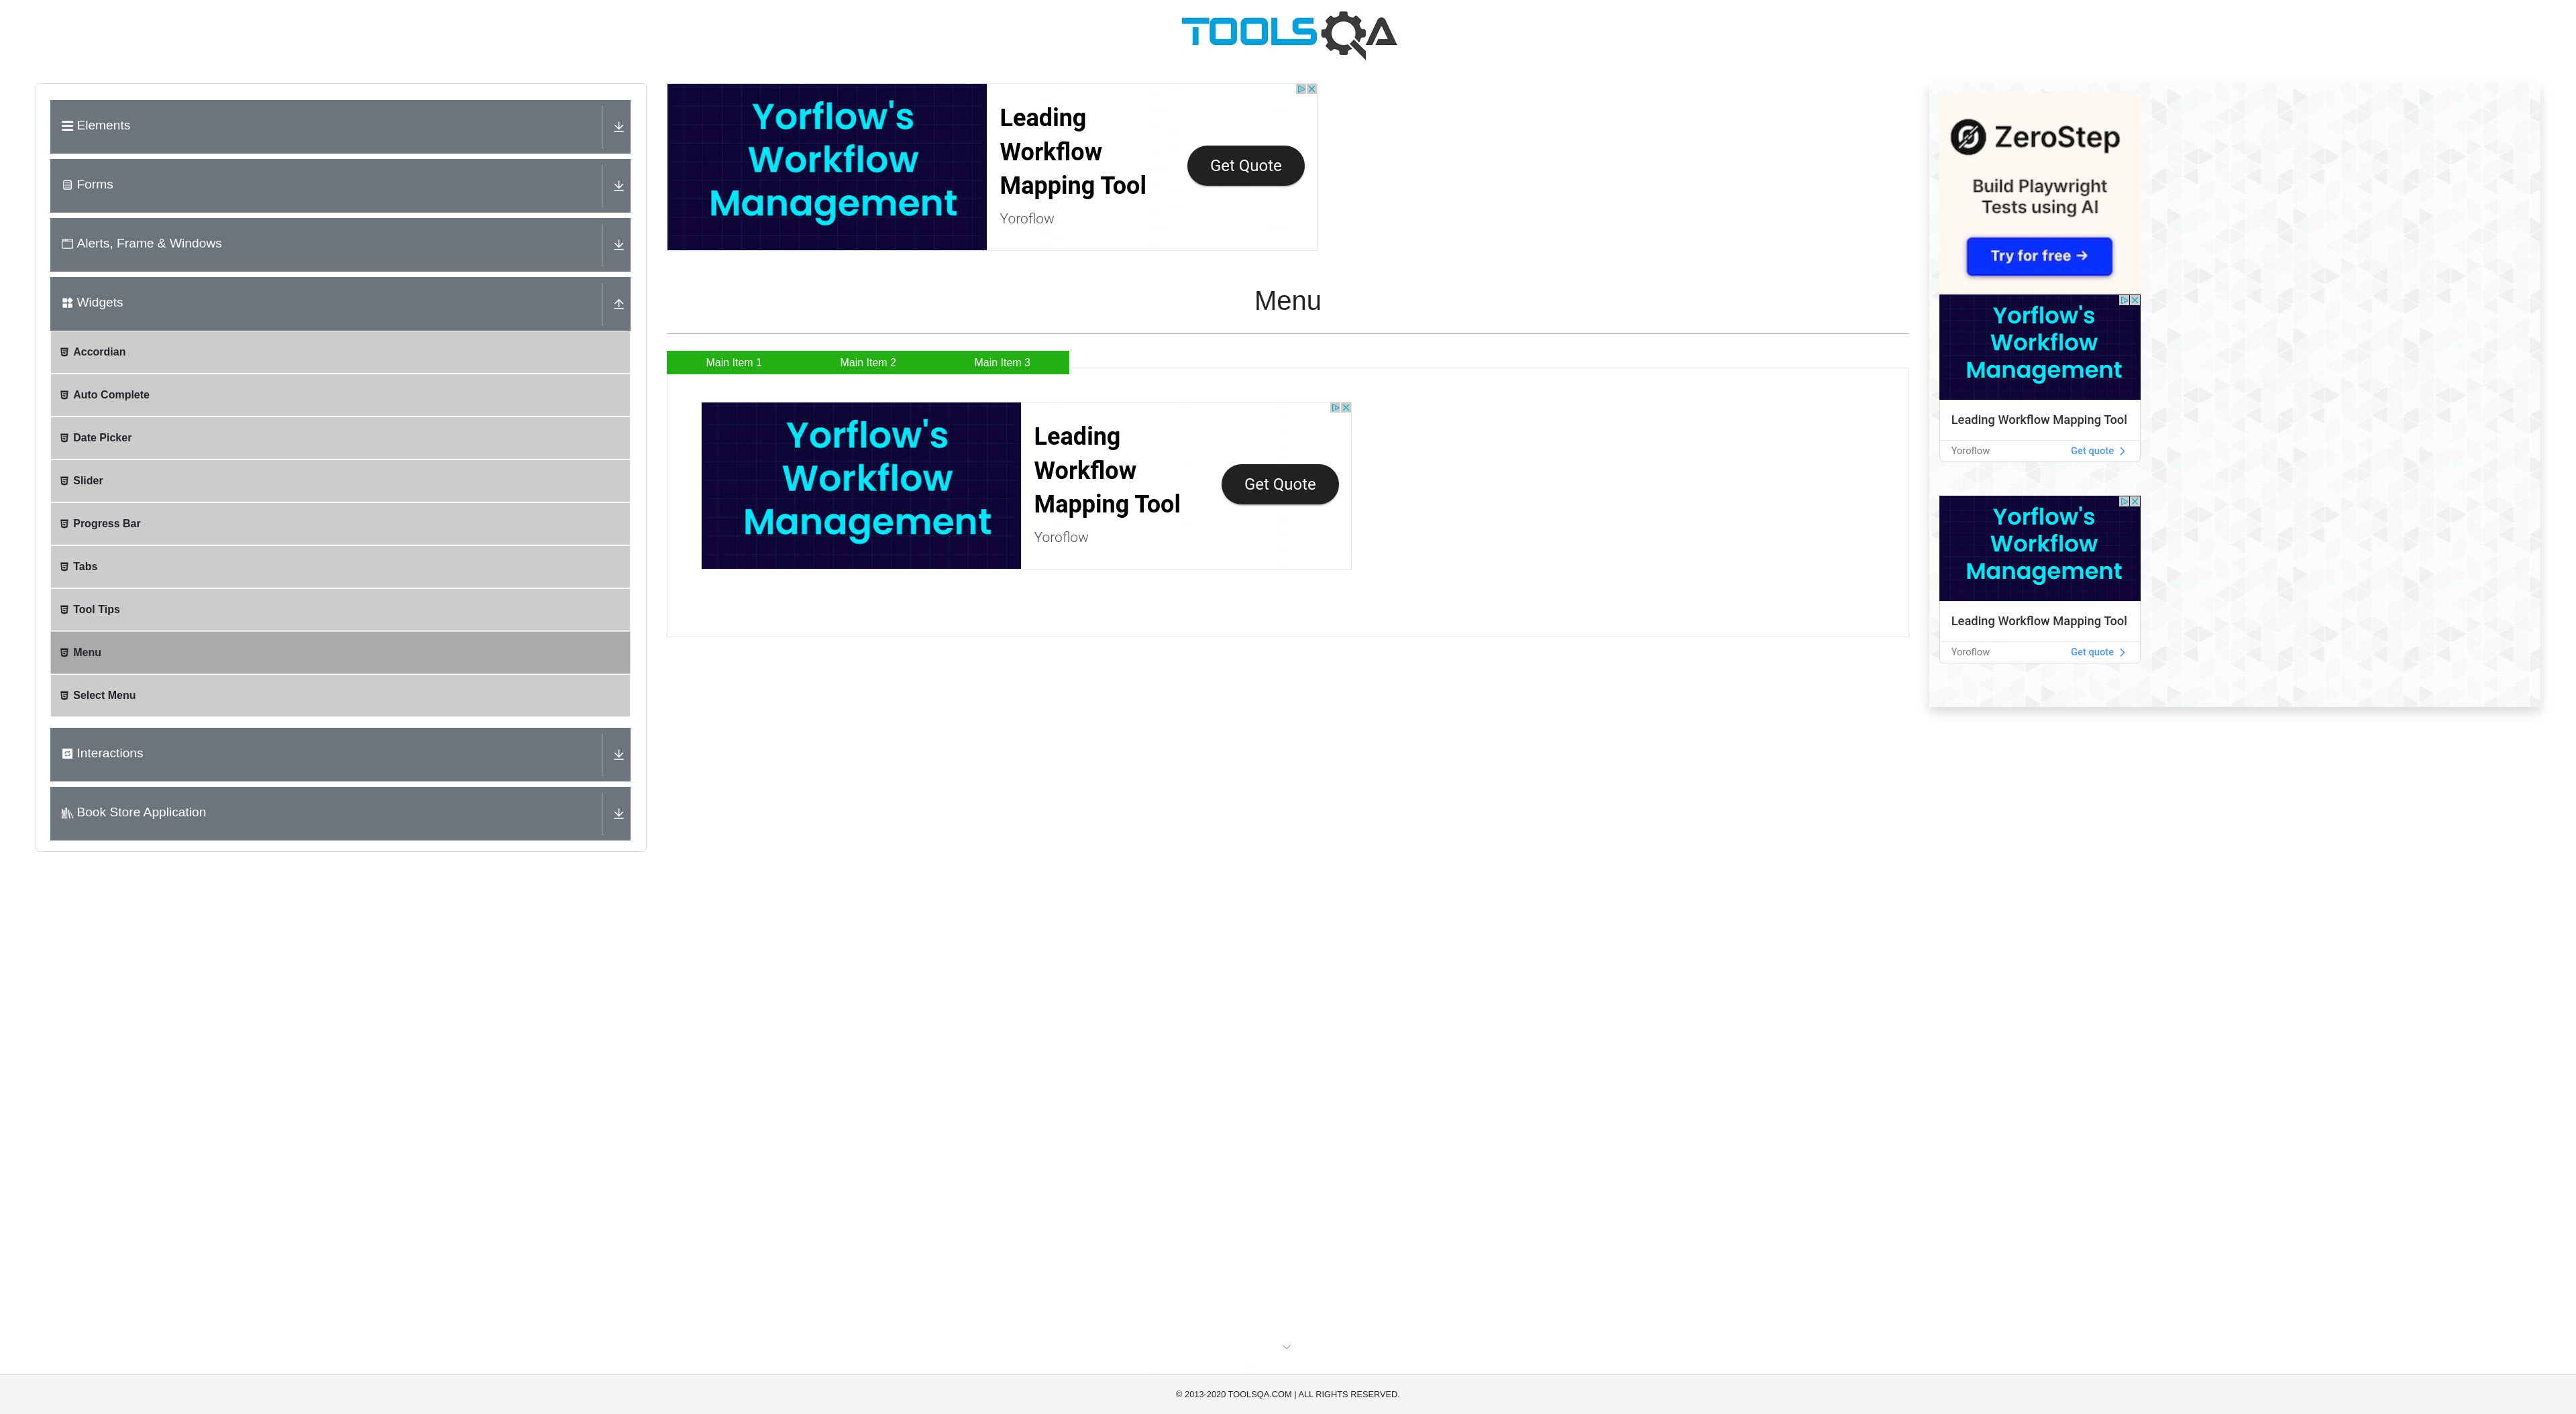 TOOLSQA
Elements
Forms
Alerts, Frame & Windows
Widgets
Accordian
Auto Complete
Date Picker
Slider
Progress Bar
Tabs
Tool Tips
Menu
Select Menu
Interactions
Book Store Application
Yorflow's
Workflow
Management
Leading
Workflow
Mapping Tool
Yoroflow
Get Quote
Menu
Main Item 1
Main Item 2
Main Item 3
Yorflow's
Workflow
Management
Leading
Workflow
Mapping Tool
Yoroflow
Get Quote
ZeroStep
Build Playwright
Tests using AI
Try for free →
Yorflow's
Workflow
Management
Leading Workflow Mapping Tool
Yoroflow
Get quote
Yorflow's
Workflow
Management
Leading Workflow Mapping Tool
Yoroflow
Get quote
© 2013-2020 TOOLSQA.COM | ALL RIGHTS RESERVED.